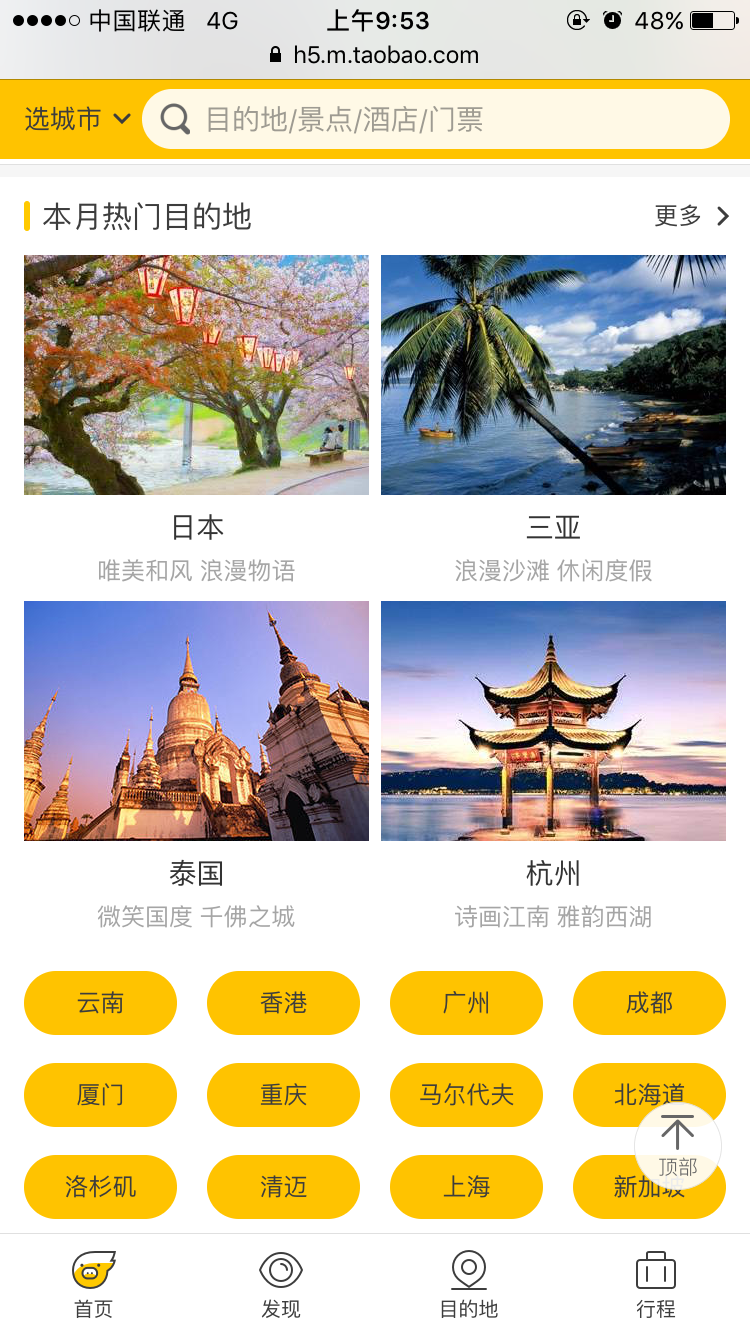 中国联通 4G 上午9:53 48%
h5.m.taobao.com
选城市 目的地/景点/酒店/门票
本月热门目的地 更多
日本 三亚
唯美和风 浪漫物语 浪漫沙滩 休闲度假
泰国 杭州
微笑国度 千佛之城 诗画江南 雅韵西湖
云南 香港 广州 成都
厦门 重庆 马尔代夫 北海道
顶部
洛杉矶 清迈 上海 新加坡
首页 发现 目的地 行程